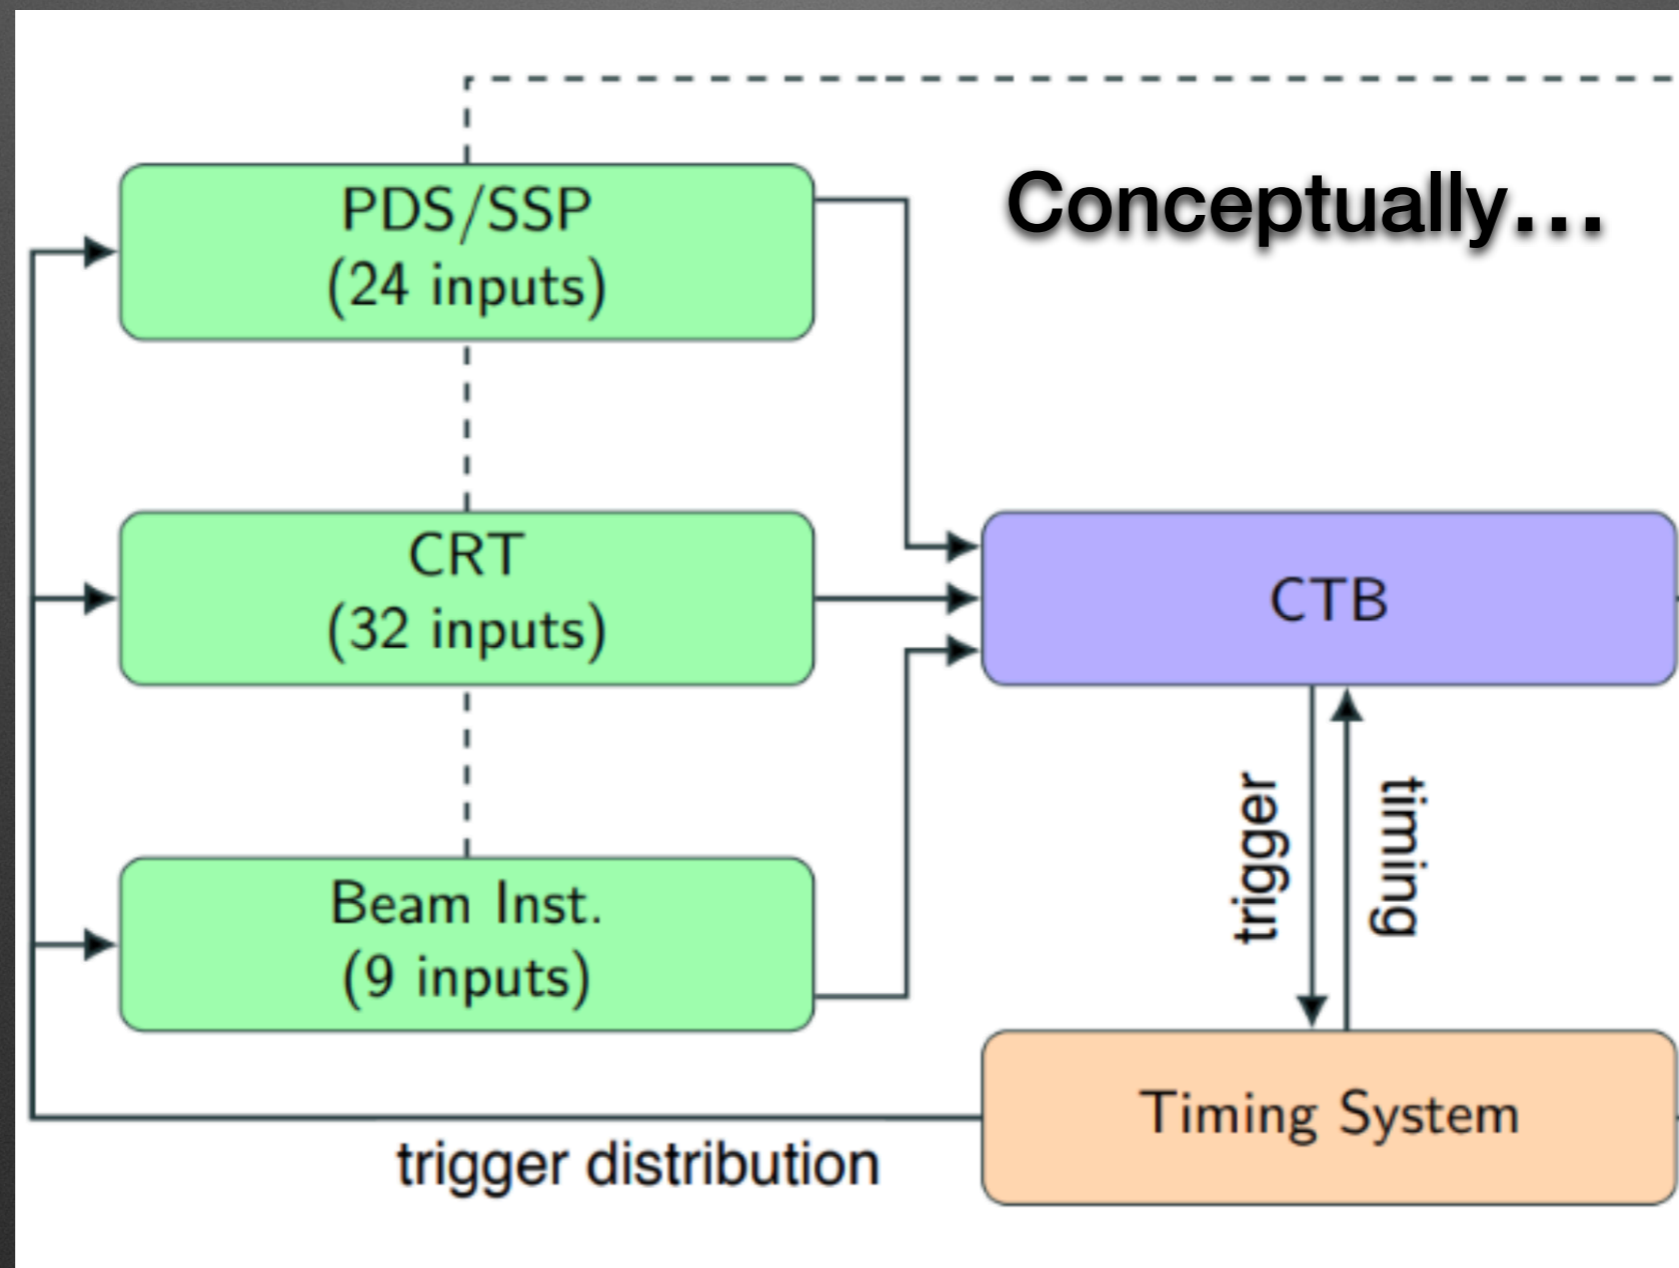 Conceptually…
PDS/SSP
(24 inputs)
CRT
(32 inputs)
CTB
trigger
timing
Beam Inst.
(9 inputs)
Timing System
trigger distribution